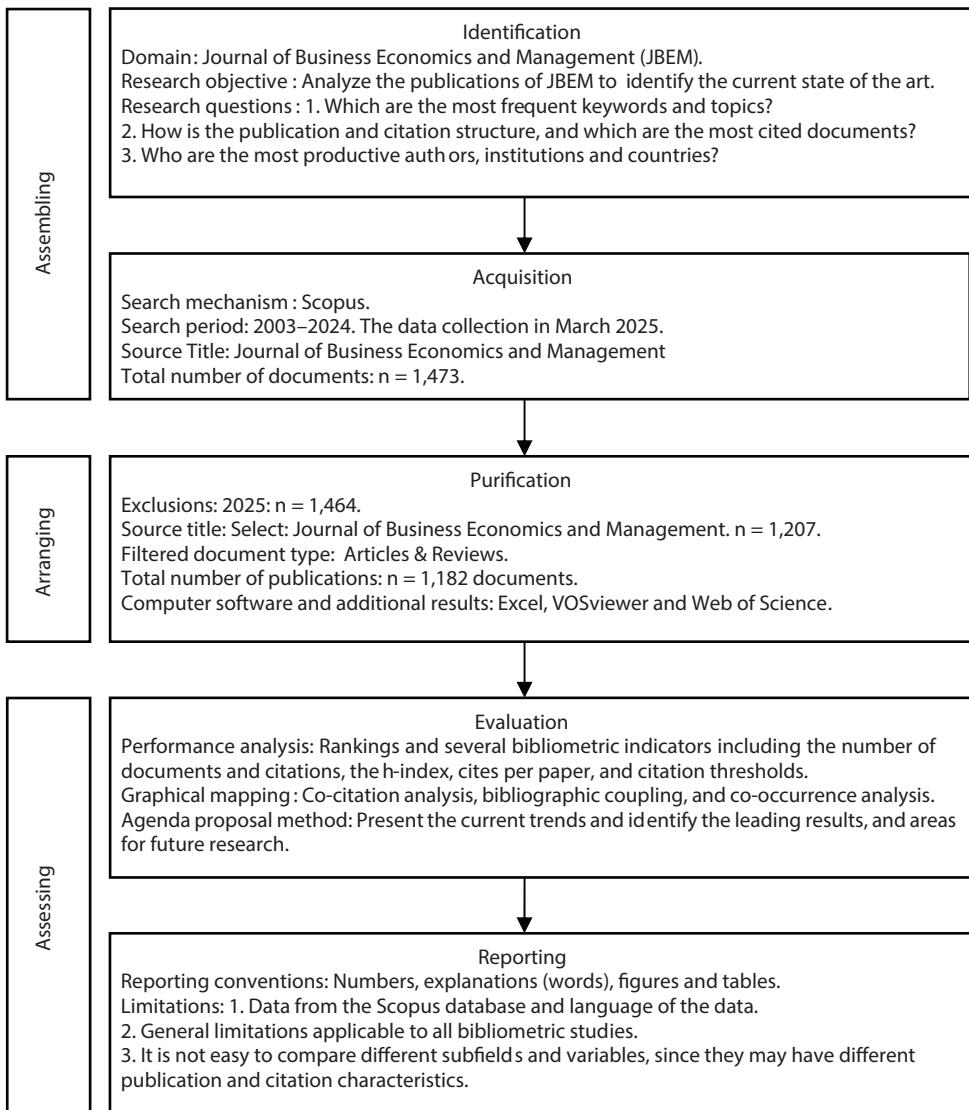 Assembling
Identification
Domain: Journal of Business Economics and Management (JBEM).
Research objective: Analyze the publications of JBEM to identify the current state of the art.
Research questions: 1. Which are the most frequent keywords and topics?
2. How is the publication and citation structure, and which are the most cited documents?
3. Who are the most productive authors, institutions and countries?
Acquisition
Search mechanism: Scopus.
Search period: 2003–2024. The data collection in March 2025.
Source Title: Journal of Business Economics and Management
Total number of documents: n = 1,473.
Arranging
Purification
Exclusions: 2025: n = 1,464.
Source title: Select: Journal of Business Economics and Management. n = 1,207.
Filtered document type: Articles & Reviews.
Total number of publications: n = 1,182 documents.
Computer software and additional results: Excel, VOSviewer and Web of Science.
Assessing
Evaluation
Performance analysis: Rankings and several bibliometric indicators including the number of
documents and citations, the h-index, cites per paper, and citation thresholds.
Graphical mapping: Co-citation analysis, bibliographic coupling, and co-occurrence analysis.
Agenda proposal method: Present the current trends and identify the leading results, and areas
for future research.
Reporting
Reporting conventions: Numbers, explanations (words), figures and tables.
Limitations: 1. Data from the Scopus database and language of the data.
2. General limitations applicable to all bibliometric studies.
3. It is not easy to compare different subfields and variables, since they may have different
publication and citation characteristics.